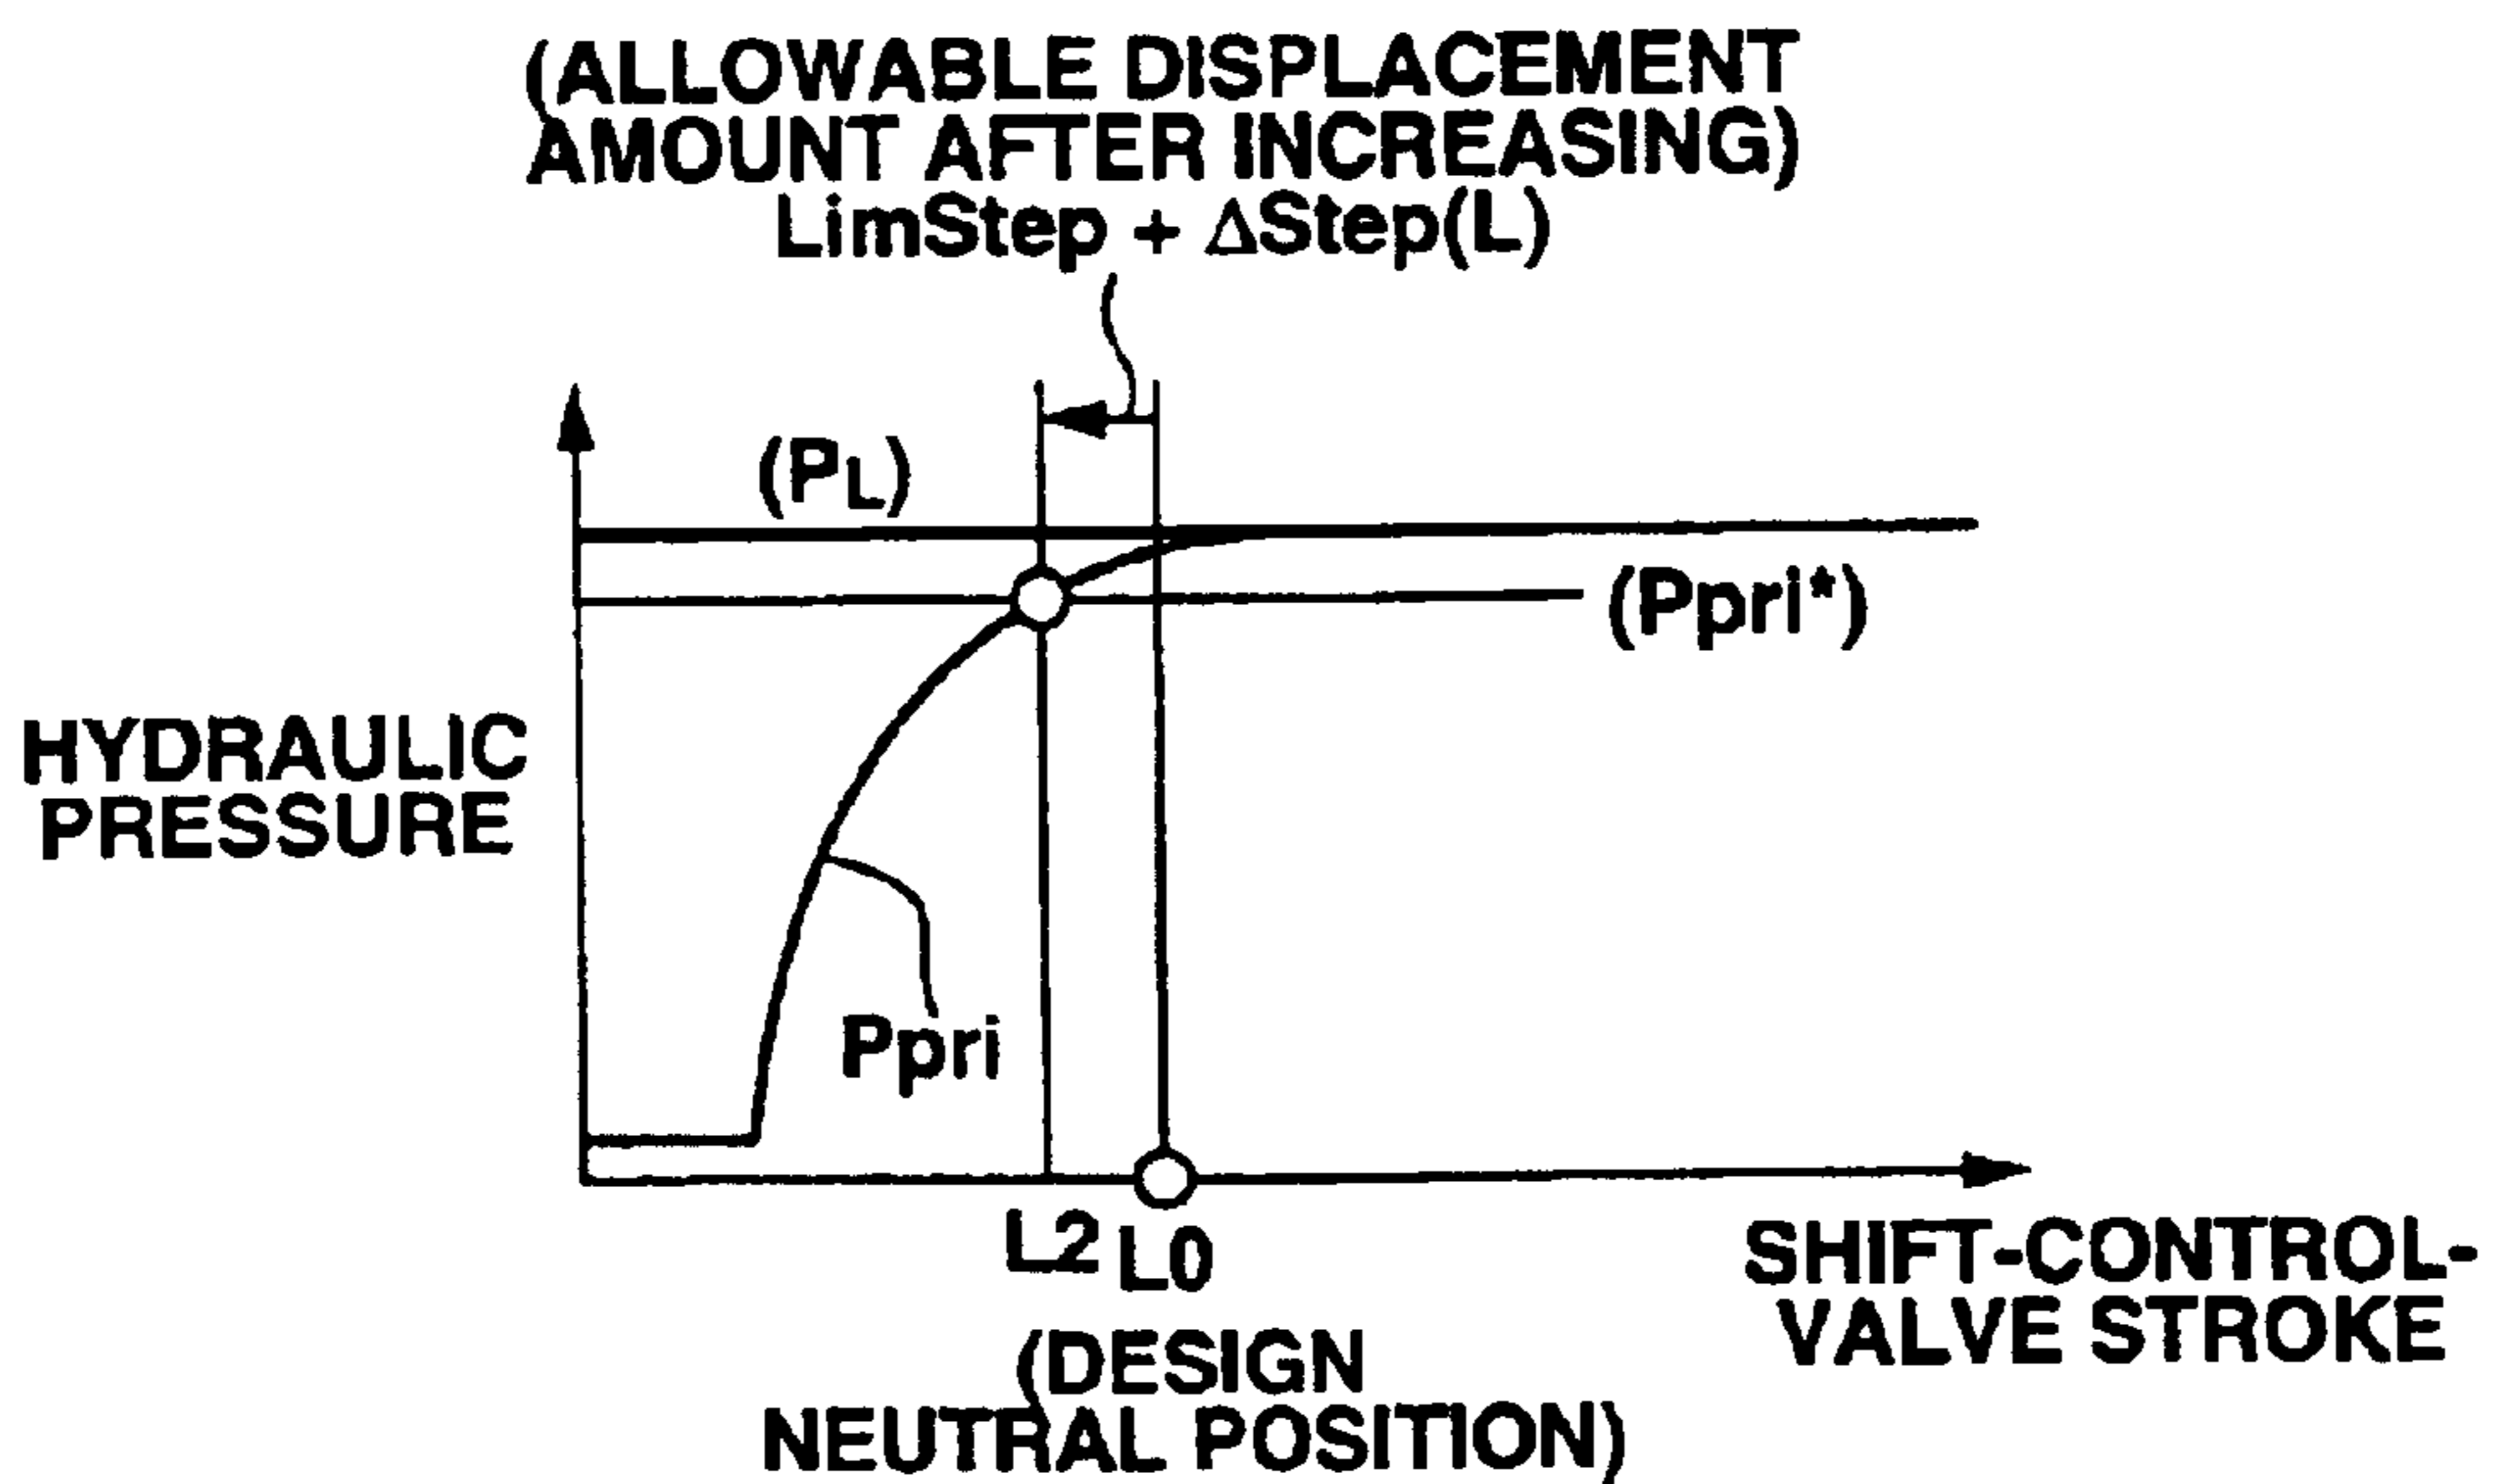 (ALLOWABLE DISPLACEMENT
AMOUNT AFTER INCREASING)
LimStep + ΔStep(L)
(PL)
(Ppri*)
HYDRAULIC
PRESSURE
Ppri
L2
L0
(DESIGN
NEUTRAL POSITION)
SHIFT-CONTROL-
VALVE STROKE